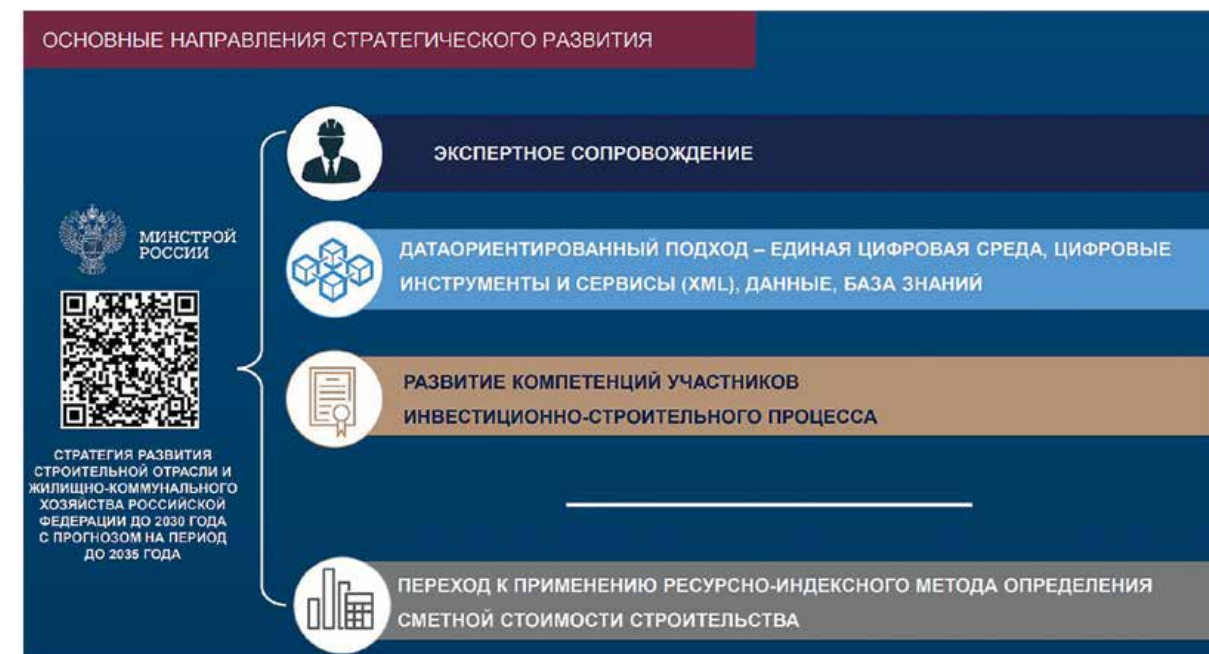 ОСНОВНЫЕ НАПРАВЛЕНИЯ СТРАТЕГИЧЕСКОГО РАЗВИТИЯ
ЭКСПЕРТНОЕ СОПРОВОЖДЕНИЕ
МИНСТРОЙ
РОССИИ
ДАТАОРИЕНТИРОВАННЫЙ ПОДХОД – ЕДИНАЯ ЦИФРОВАЯ СРЕДА, ЦИФРОВЫЕ
ИНСТРУМЕНТЫ И СЕРВИСЫ (XML), ДАННЫЕ, БАЗА ЗНАНИЙ
РАЗВИТИЕ КОМПЕТЕНЦИЙ УЧАСТНИКОВ
ИНВЕСТИЦИОННО-СТРОИТЕЛЬНОГО ПРОЦЕССА
СТРАТЕГИЯ РАЗВИТИЯ
СТРОИТЕЛЬНОЙ ОТРАСЛИ И
ЖИЛИЩНО-КОММУНАЛЬНОГО
ХОЗЯЙСТВА РОССИЙСКОЙ
ФЕДЕРАЦИИ ДО 2030 ГОДА
С ПРОГНОЗОМ НА ПЕРИОД
ДО 2035 ГОДА
ПЕРЕХОД К ПРИМЕНЕНИЮ РЕСУРСНО-ИНДЕКСНОГО МЕТОДА ОПРЕДЕЛЕНИЯ
СМЕТНОЙ СТОИМОСТИ СТРОИТЕЛЬСТВА